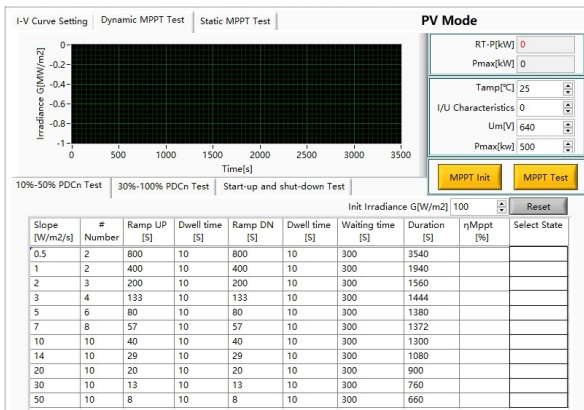 I-V Curve Setting Dynamic MPPT Test Static MPPT Test PV Mode
RT-P[kW] 0
Pmax[kW] 0
Tamp[℃] 25
I/U Characteristics 0
Um[V] 640
Pmax[kw] 500
MPPT Init MPPT Test
Irradiance G[MW/m2]
0-
-0.2-
-0.4-
-0.6-
-0.8-
-1-
0 500 1000 1500 2000 2500 3000 3500
Time[s]
10%-50% PDCn Test 30%-100% PDCn Test Start-up and shut-down Test
Init Irradiance G[W/m2] 100 Reset
Slope # Ramp UP Dwell time Ramp DN Dwell time Waiting time Duration ηMppt Select State
[W/m2/s] Number [S] [S] [S] [S] [S] [S] [%]
0.5 2 800 10 800 10 300 3540
1 2 400 10 400 10 300 1940
2 3 200 10 200 10 300 1560
3 4 133 10 133 10 300 1444
5 6 80 10 80 10 300 1380
7 8 57 10 57 10 300 1372
10 10 40 10 40 10 300 1300
14 10 29 10 29 10 300 1080
20 10 20 10 20 10 300 900
30 10 13 10 13 10 300 760
50 10 8 10 8 10 300 660